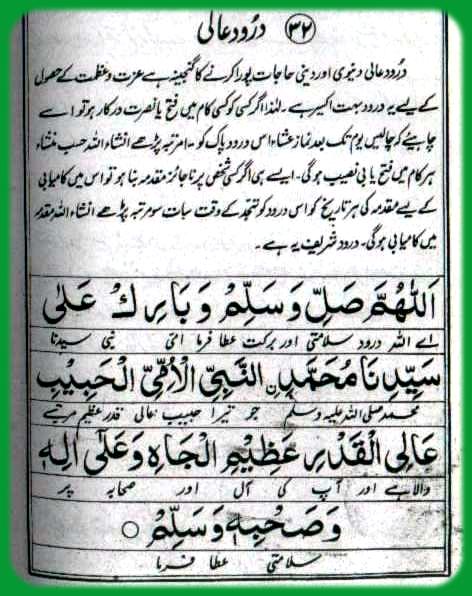 درُود عالی ۳۲
درُود عالی دنیوی اور دینی حاجات پورا کرنے کا گنجینہ ہے عزت و عظمت کے حصول
کے لیے یہ درود بہت اکسیر ہے۔ لہٰذا اگر کسی کو کسی کام میں فتح یا نصرت درکار ہو تو اسے
چاہیئے کہ چالیس یوم تک بعد نماز عشاء اس درود پاک کو ۱۰۰ مرتبہ پڑھے انشاء اللہ حسب منشاء
ہر کام میں فتح یابی نصیب ہوگی۔ ایسے ہی اگر کسی شخص پر ناجائز مقدمہ بنا ہو تو اس میں کامیابی
کے لیے مقدمہ کی ہر تاریخ کو اس درود کو تہجد کے وقت سات سو مرتبہ پڑھے انشاء اللہ مقدمہ
میں کامیابی ہوگی۔ درود شریف یہ ہے۔
اَللّٰهُمَّ صَلِّ وَسَلِّمْ وَبَارِكْ عَلٰى
اے اللہ درود سلامتی اور برکت عطا فرما اُمّی نبی سیدنا
سَيِّدِنَا مُحَمَّدِنِ النَّبِيِّ الْاُمِّيِّ الْحَبِيْبِ
محمد صلی اللہ علیہ وسلم جو تیرا حبیب عالی قدر عظیم مرتبے
عَالِي الْقَدْرِ عَظِيْمِ الْجَاهِ وَعَلٰٓى اٰلِهٖ
والا ہے اور آپ کی آل اور صحابہ پر
وَصَحْبِهٖ وَسَلِّمْ ○
سلامتی عطا فرما